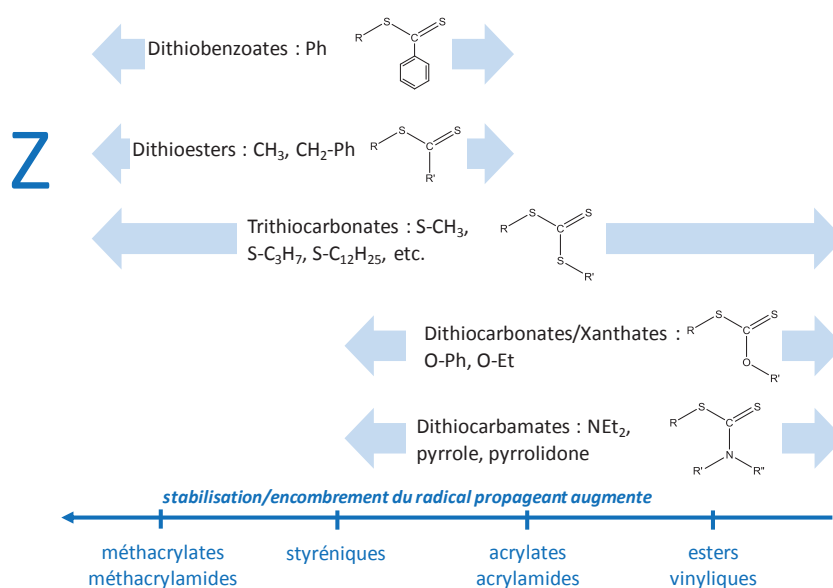 Dithiobenzoates : Ph
R
S
C
S
Z
Dithioesters : CH₃, CH₂-Ph
R
S
C
S
R'
Trithiocarbonates : S-CH₃,
S-C₃H₇, S-C₁₂H₂₅, etc.
R
S
C
S
S
R'
Dithiocarbonates/Xanthates :
O-Ph, O-Et
R
S
C
S
O
R'
Dithiocarbamates : NEt₂,
pyrrole, pyrrolidone
R
S
C
S
N
R'
R"
stabilisation/encombrement du radical propageant augmente
méthacrylates
méthacrylamides
styréniques
acrylates
acrylamides
esters
vinyliques